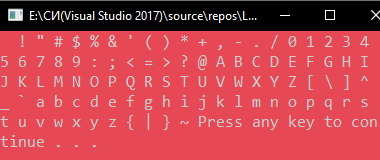 E:\СИ(Visual Studio 2017)\source\repos\L...
  ! " # $ % & ' ( ) * + , - . / 0 1 2 3 4
5 6 7 8 9 : ; < = > ? @ A B C D E F G H I
J K L M N O P Q R S T U V W X Y Z [ \ ] ^
_ ` a b c d e f g h i j k l m n o p q r s
t u v w x y z { | } ~ Press any key to con
tinue . . .